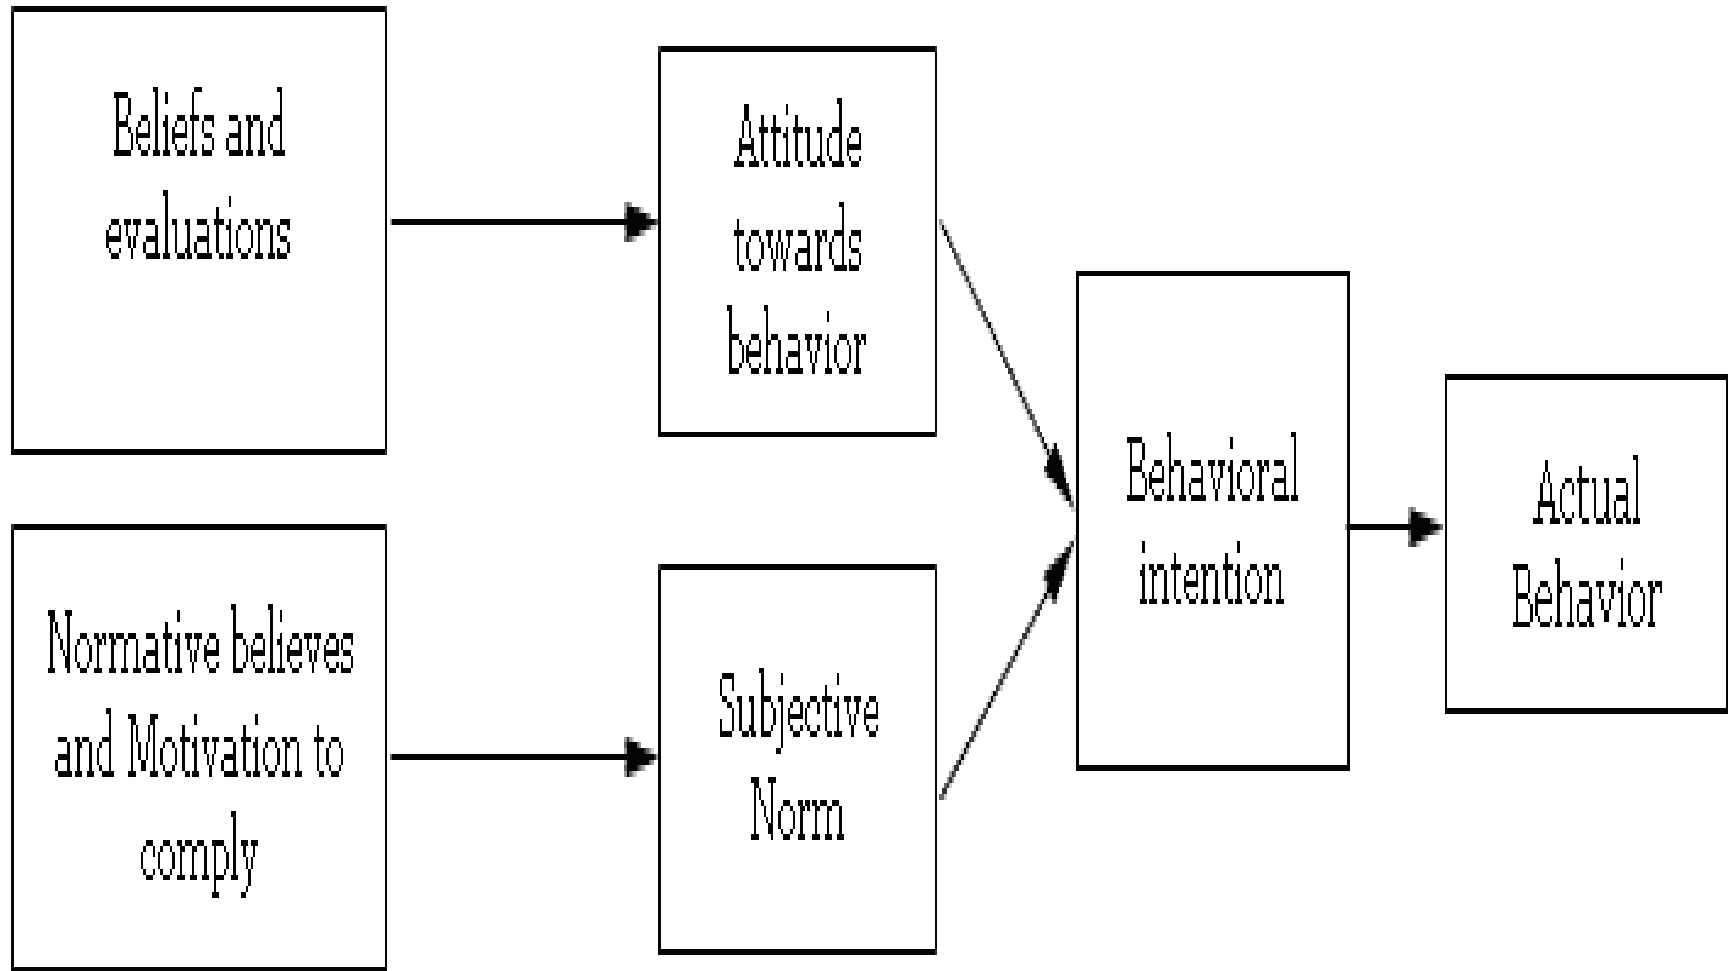 Beliefs and
evaluations
Attitude
towards
behavior
Behavioral
intention
Actual
Behavior
Normative believes
and Motivation to
comply
Subjective
Norm